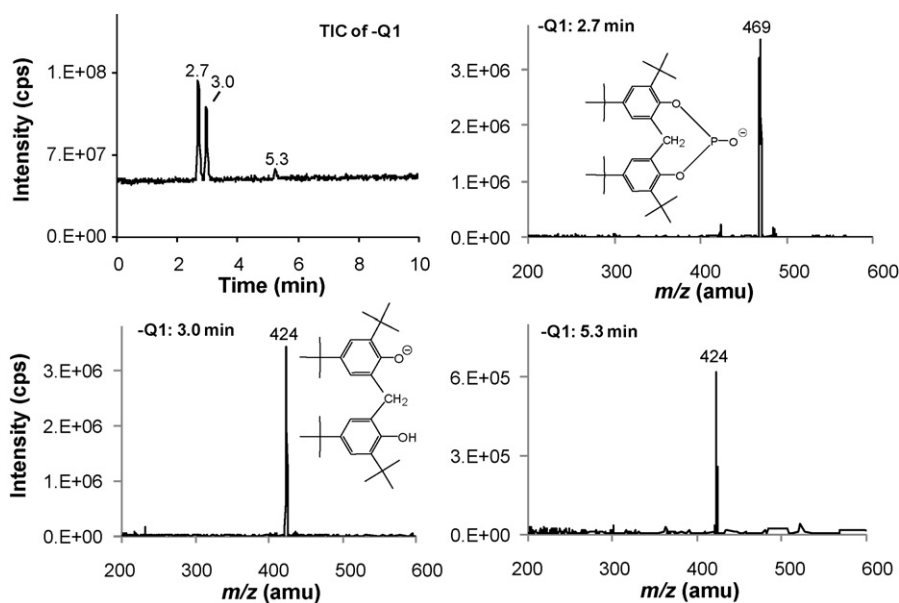 TIC of -Q1
Intensity (cps)
1.E+08
7.E+07
0.E+00
2.7
3.0
5.3
0 2 4 6 8 10
Time (min)
-Q1: 2.7 min
469
3.E+06
2.E+06
1.E+06
0.E+00
O
CH2
P
O
⊖
O
200 300 400 500 600
m/z (amu)
-Q1: 3.0 min
424
Intensity (cps)
3.E+06
2.E+06
1.E+06
0.E+00
O
⊖
CH2
OH
200 300 400 500 600
m/z (amu)
-Q1: 5.3 min
424
6.E+05
3.E+05
0.E+00
200 300 400 500 600
m/z (amu)